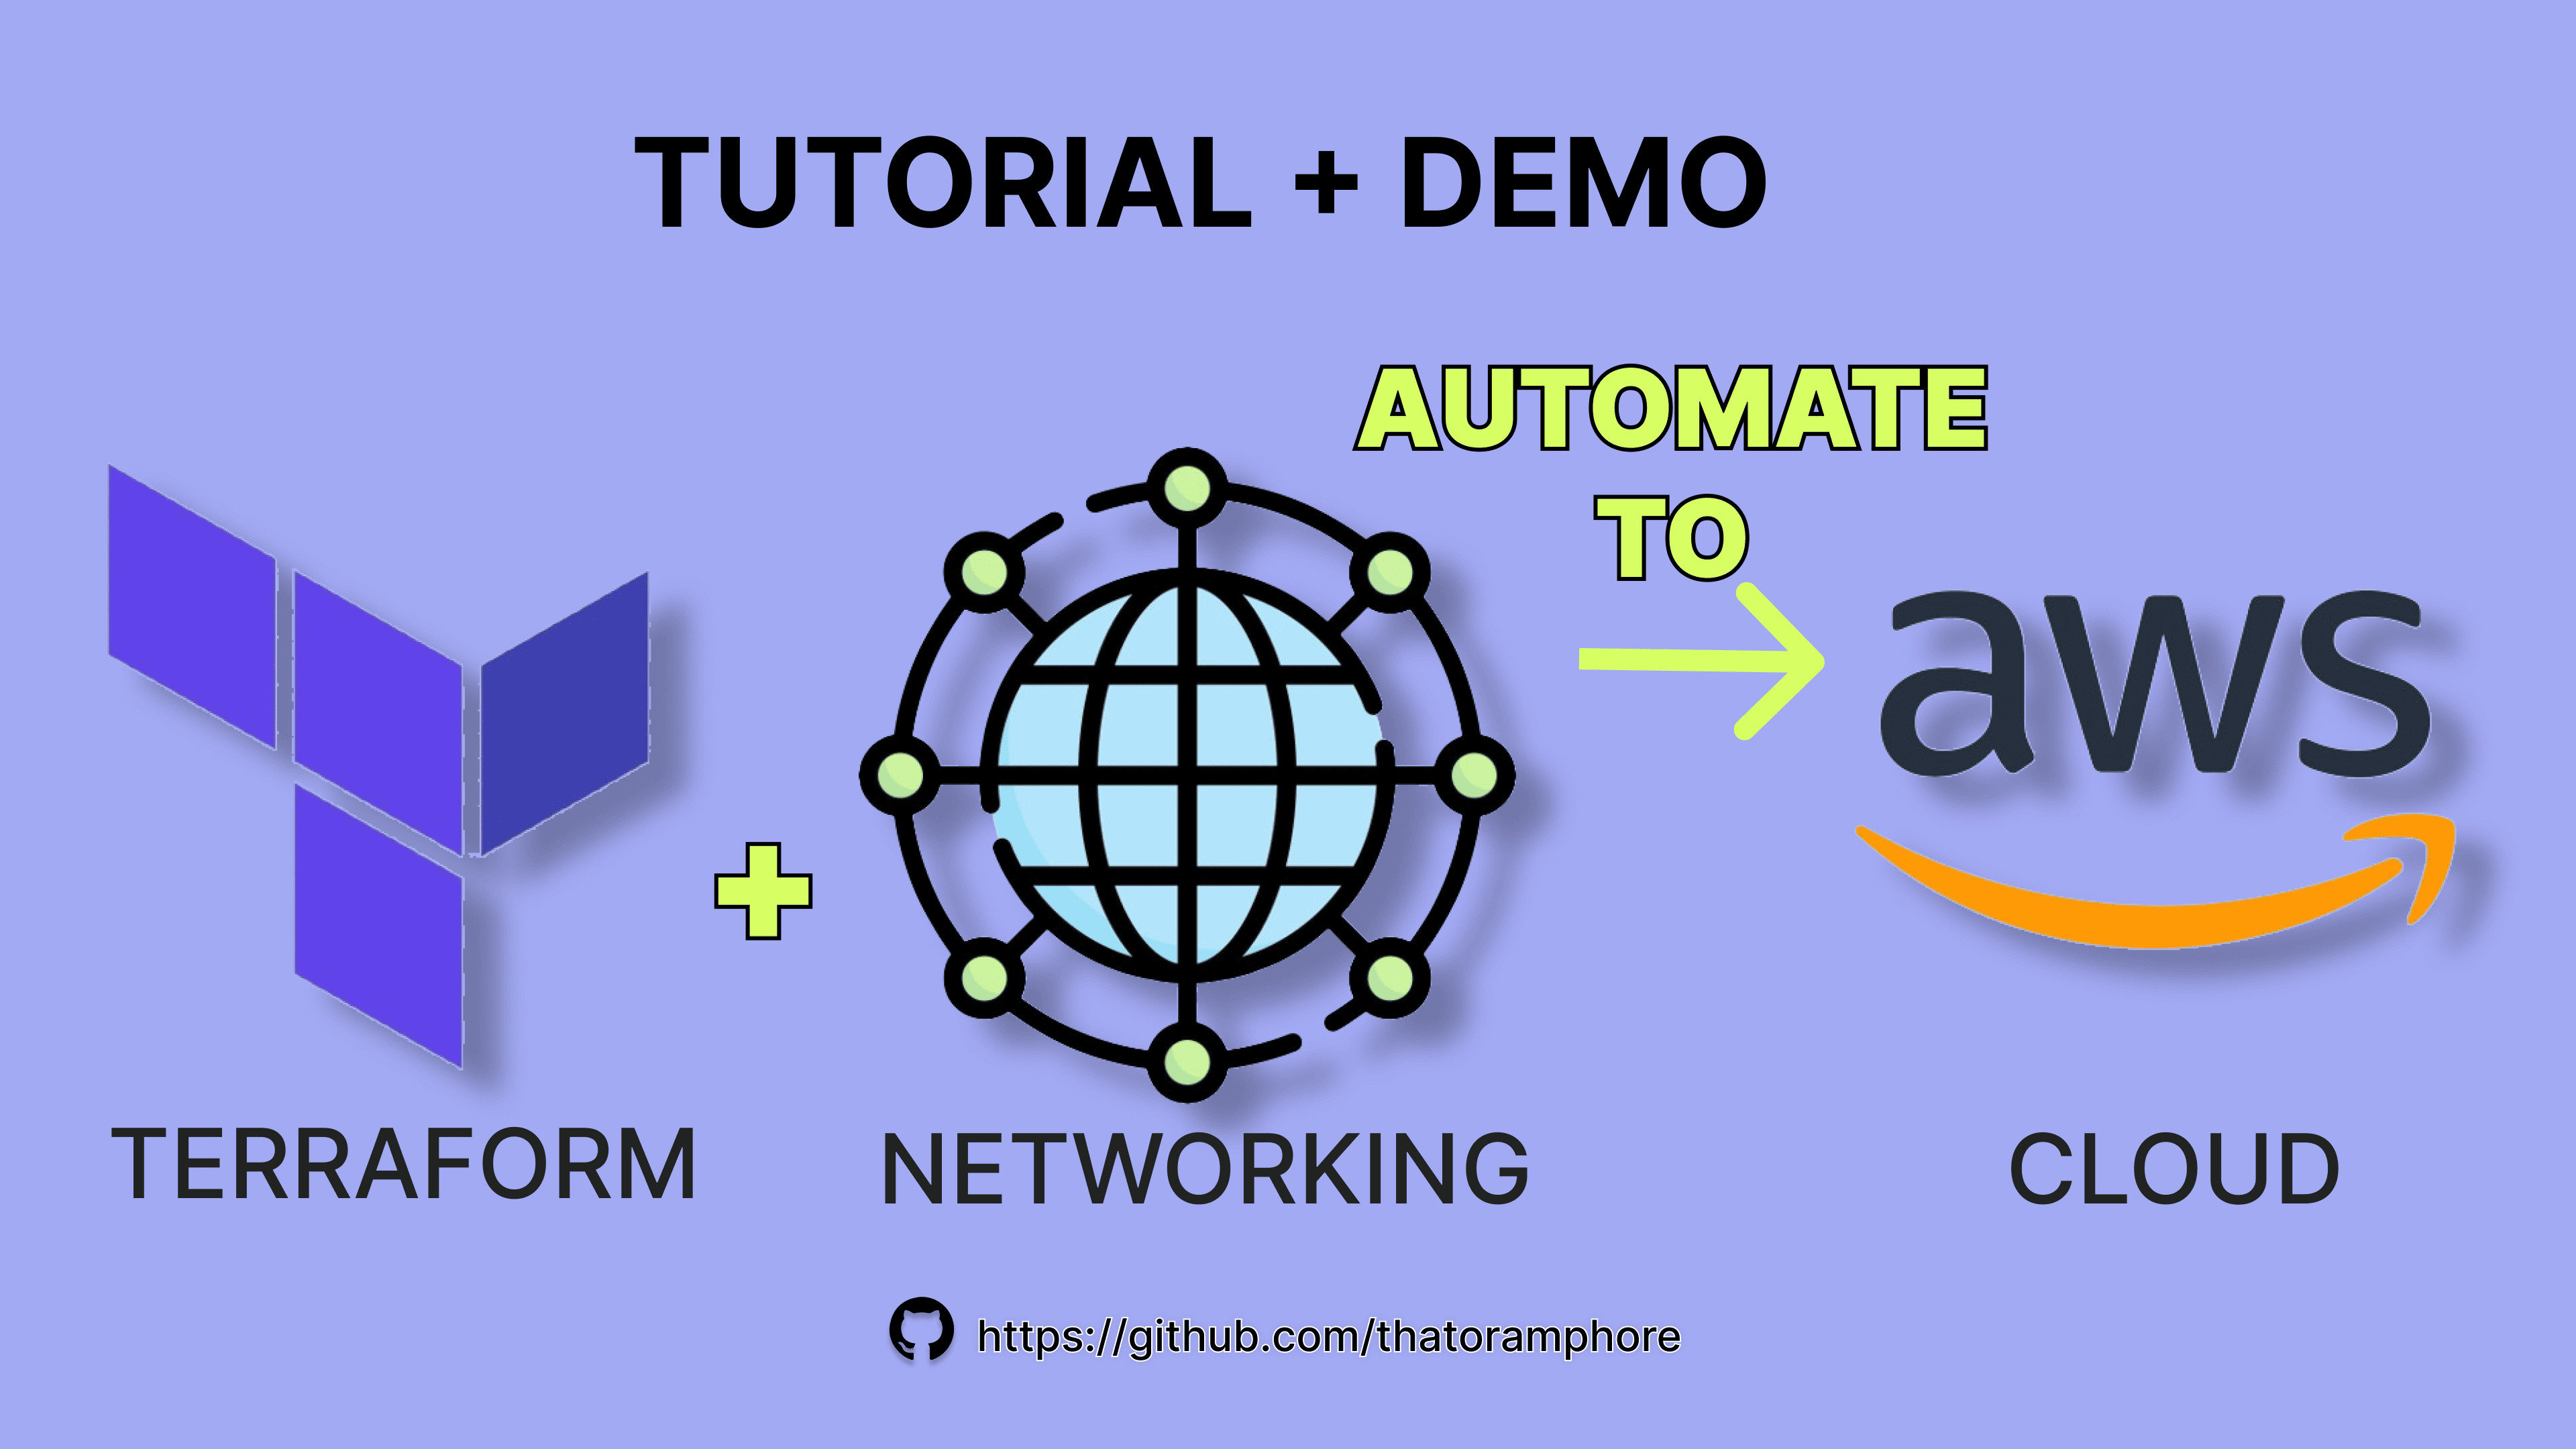 TUTORIAL + DEMO
AUTOMATE
TO
aws
TERRAFORM
NETWORKING
CLOUD
https://github.com/thatoramphore